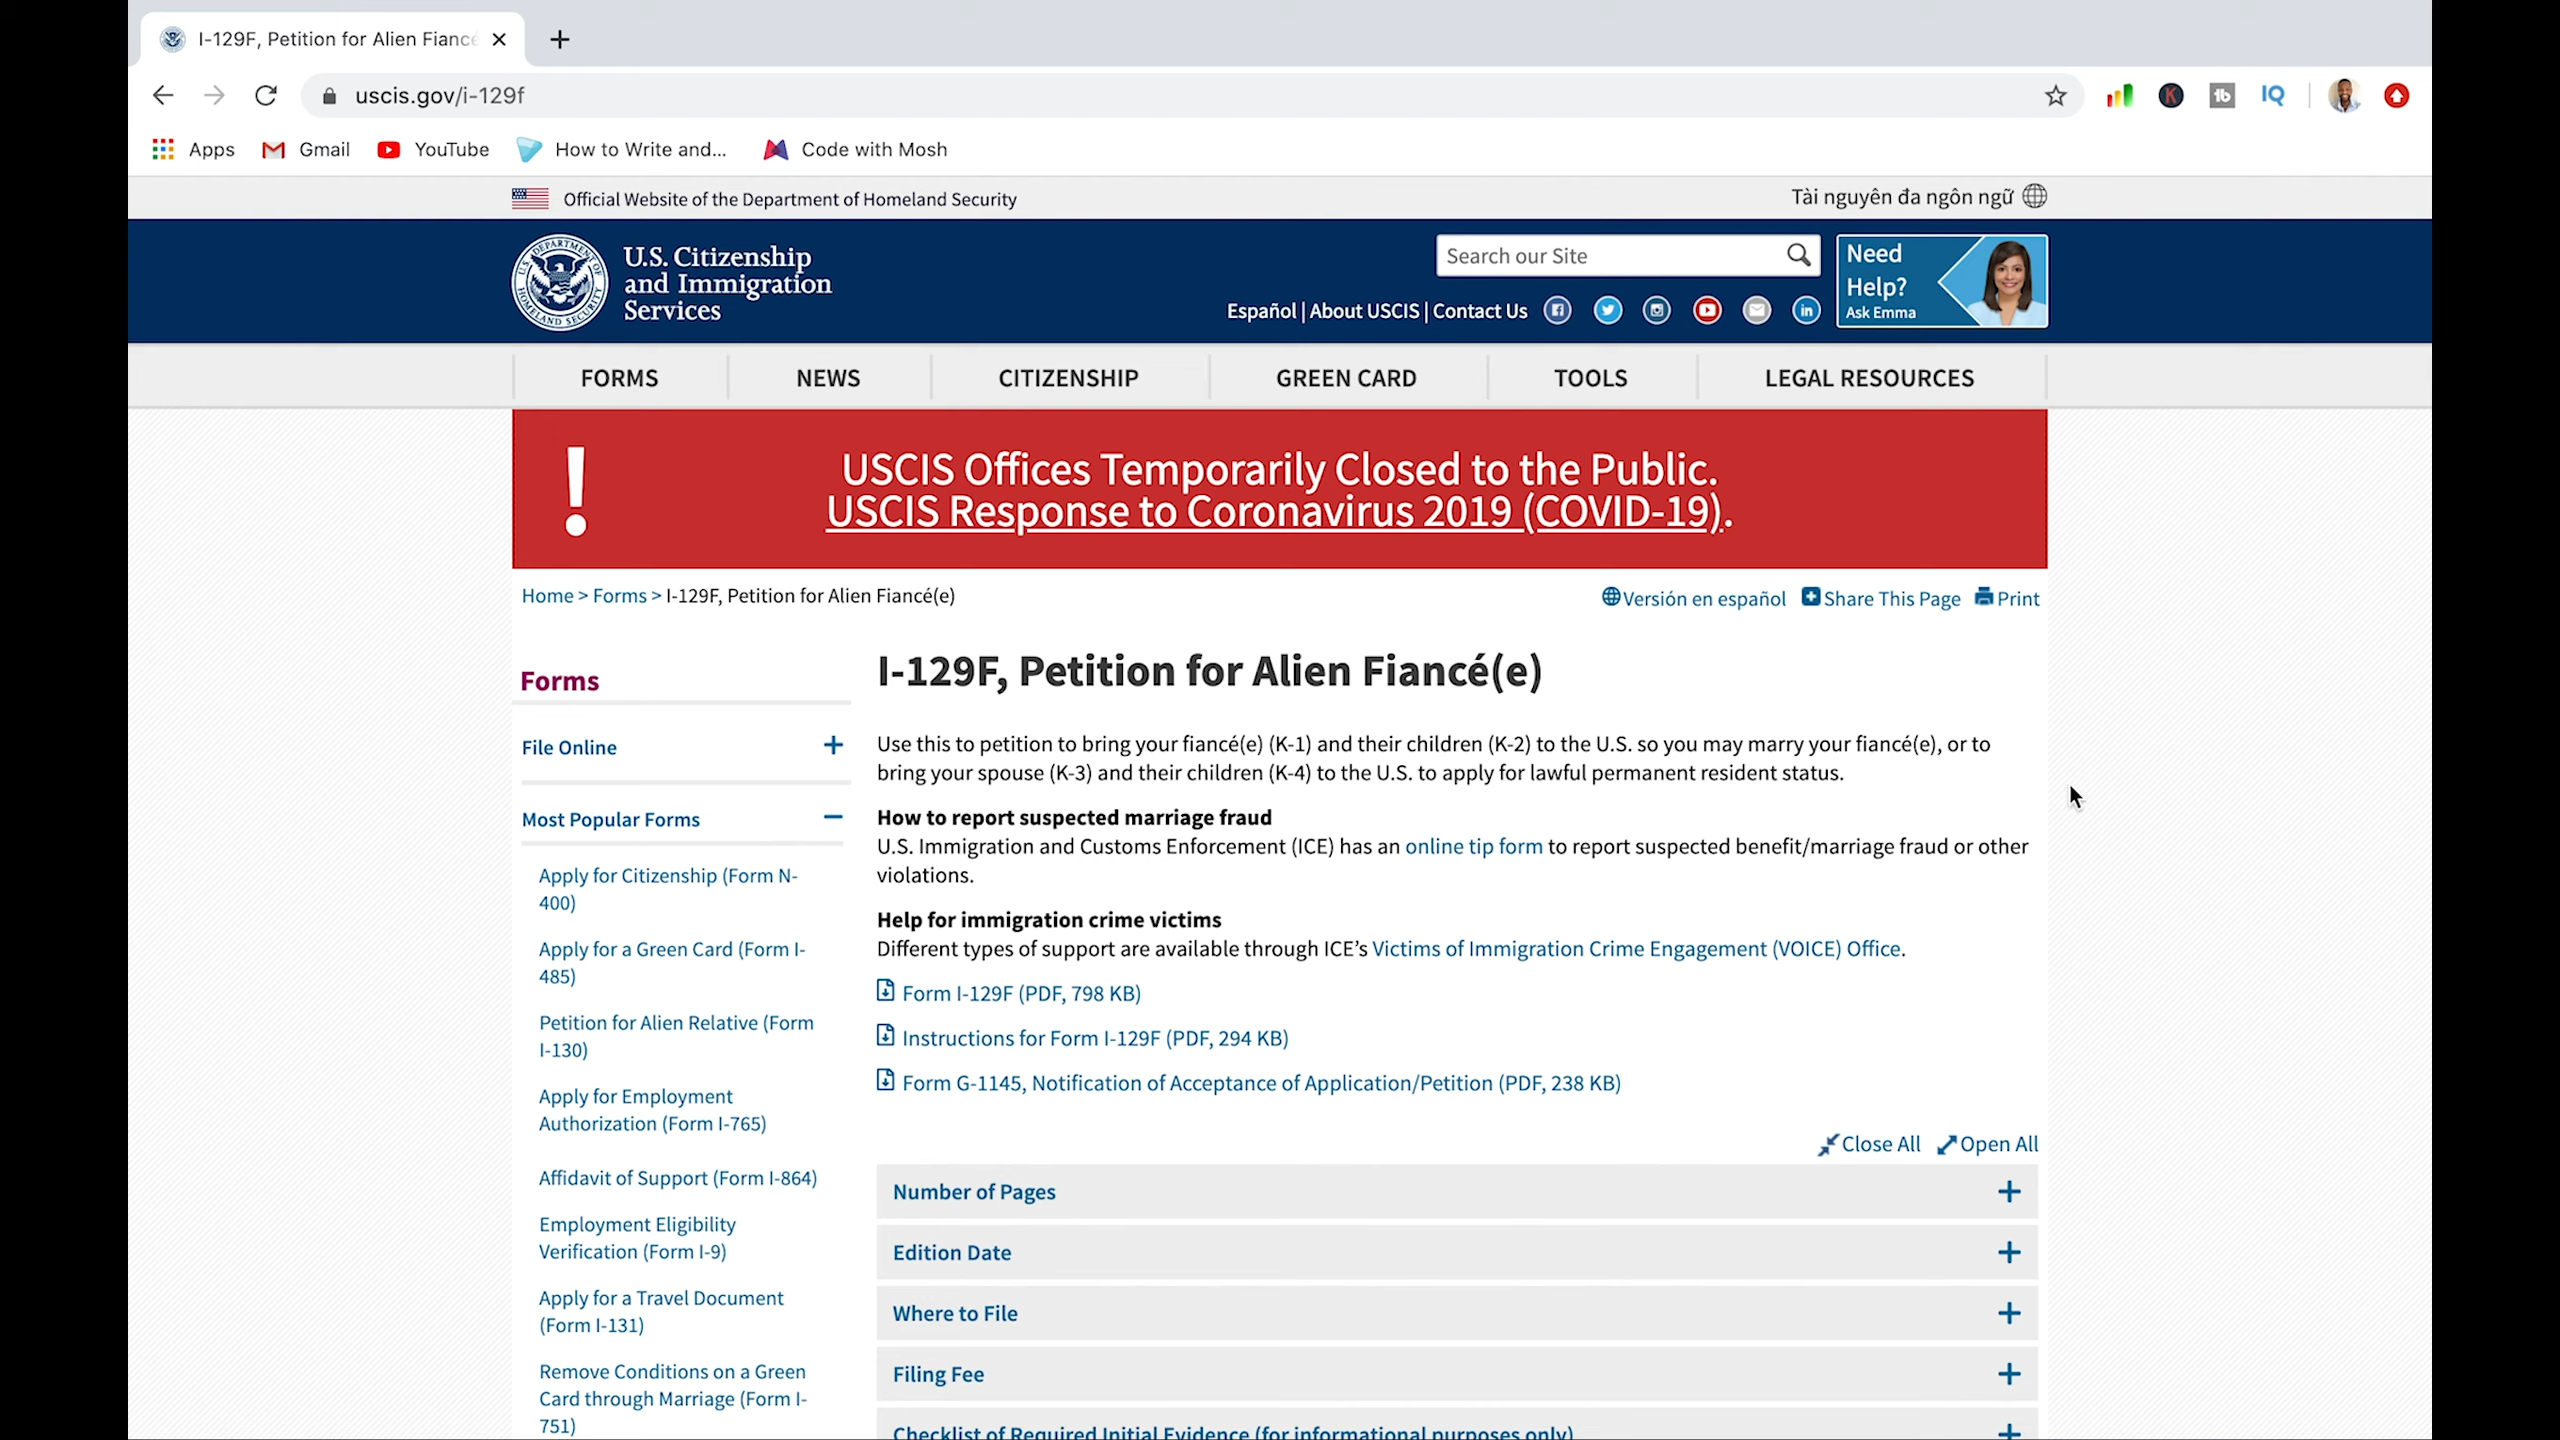 I-129F, Petition for Alien Fianc
uscis.gov/i-129f
Apps
Gmail
YouTube
How to Write and...
Code with Mosh
Official Website of the Department of Homeland Security
Tài nguyên đa ngôn ngữ
U.S. Citizenship
and Immigration
Services
Search our Site
Need
Help?
Ask Emma
Español | About USCIS | Contact Us
FORMS
NEWS
CITIZENSHIP
GREEN CARD
TOOLS
LEGAL RESOURCES
! USCIS Offices Temporarily Closed to the Public.
USCIS Response to Coronavirus 2019 (COVID-19).
Home > Forms > I-129F, Petition for Alien Fiancé(e)
Versión en español
Share This Page
Print
Forms
File Online
Most Popular Forms
Apply for Citizenship (Form N-
400)
Apply for a Green Card (Form I-
485)
Petition for Alien Relative (Form
I-130)
Apply for Employment
Authorization (Form I-765)
Affidavit of Support (Form I-864)
Employment Eligibility
Verification (Form I-9)
Apply for a Travel Document
(Form I-131)
Remove Conditions on a Green
Card through Marriage (Form I-
751)
I-129F, Petition for Alien Fiancé(e)
Use this to petition to bring your fiancé(e) (K-1) and their children (K-2) to the U.S. so you may marry your fiancé(e), or to
bring your spouse (K-3) and their children (K-4) to the U.S. to apply for lawful permanent resident status.
How to report suspected marriage fraud
U.S. Immigration and Customs Enforcement (ICE) has an online tip form to report suspected benefit/marriage fraud or other
violations.
Help for immigration crime victims
Different types of support are available through ICE’s Victims of Immigration Crime Engagement (VOICE) Office.
Form I-129F (PDF, 798 KB)
Instructions for Form I-129F (PDF, 294 KB)
Form G-1145, Notification of Acceptance of Application/Petition (PDF, 238 KB)
Close All
Open All
Number of Pages
Edition Date
Where to File
Filing Fee
Checklist of Required Initial Evidence (for informational purposes only)